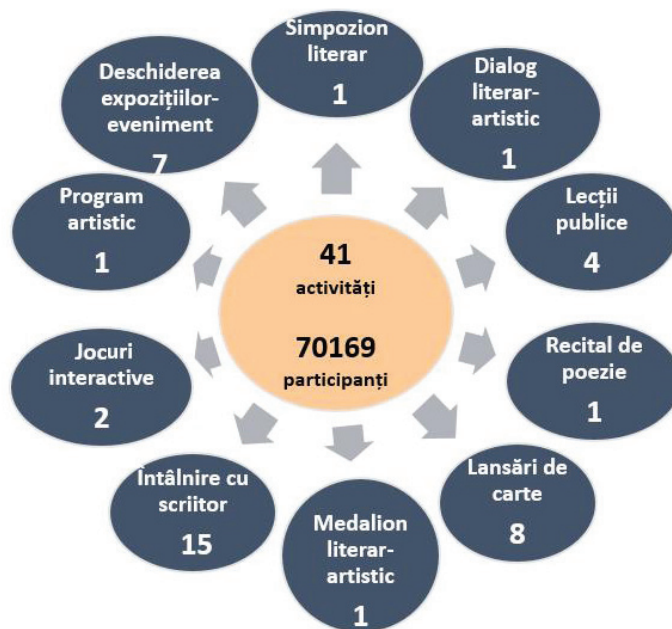 Simpozion
literar
1
Dialog
literar-
artistic
1
Lecții
publice
4
Recital de
poezie
1
Lansări de
carte
8
Medalion
literar-
artistic
1
Întâlnire cu
scriitor
15
Jocuri
interactive
2
Program
artistic
1
Deschiderea
expozițiilor-
eveniment
7
41
activități
70169
participanți